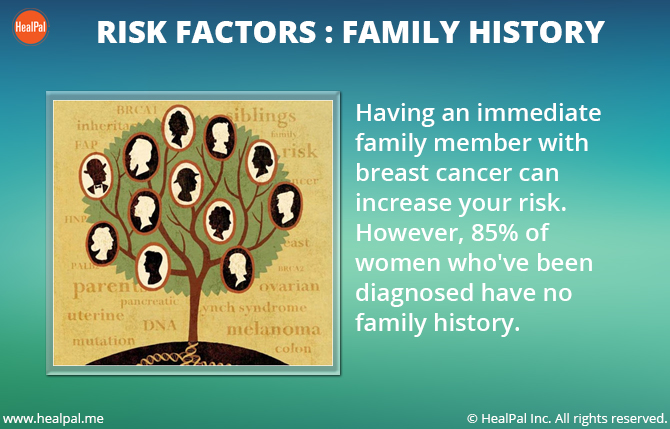 HealPal
RISK FACTORS : FAMILY HISTORY
Having an immediate
family member with
breast cancer can
increase your risk.
However, 85% of
women who've been
diagnosed have no
family history.
BRCA1
siblings
inherita
family
FAP
risk
ncer
HNP
east
PALB
BRCA2
parent
ovarian
pancreatic
ynch syndrome
uterine
DNA
melanoma
mutation
colon
www.healpal.me
© HealPal Inc. All rights reserved.